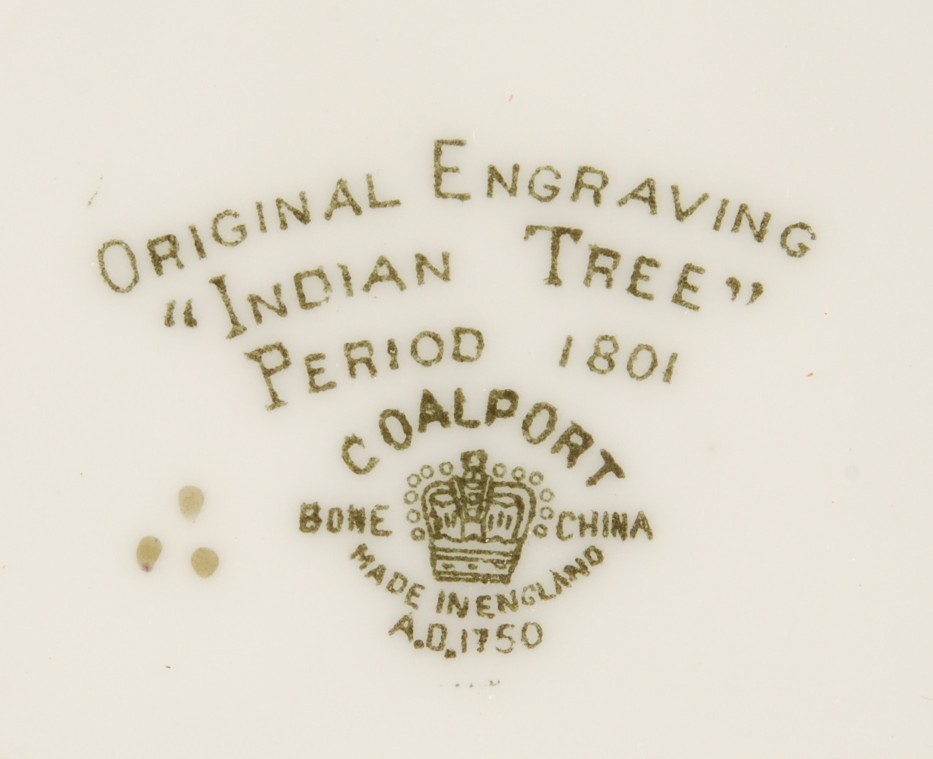 ORIGINAL ENGRAVING
“INDIAN TREE”
PERIOD 1801
COALPORT
BONE CHINA
MADE IN ENGLAND
A.D.1750